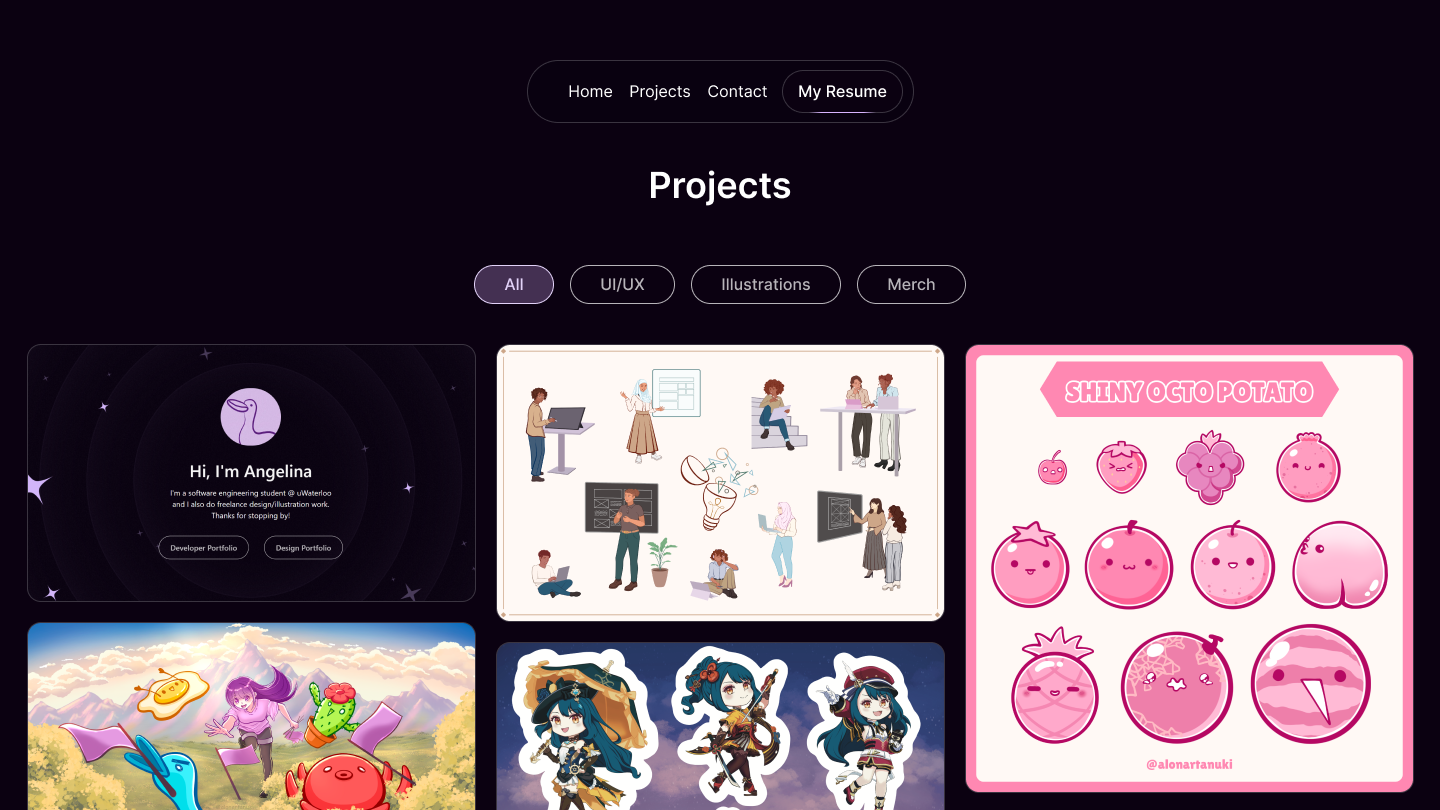 Home Projects Contact My Resume
Projects
All UI/UX Illustrations Merch
Hi, I'm Angelina
I'm a software engineering student @ uWaterloo
and I also do freelance design/illustration work.
Thanks for stopping by!
Developer Portfolio Design Portfolio
SHINY OCTO POTATO
@alonartanuki